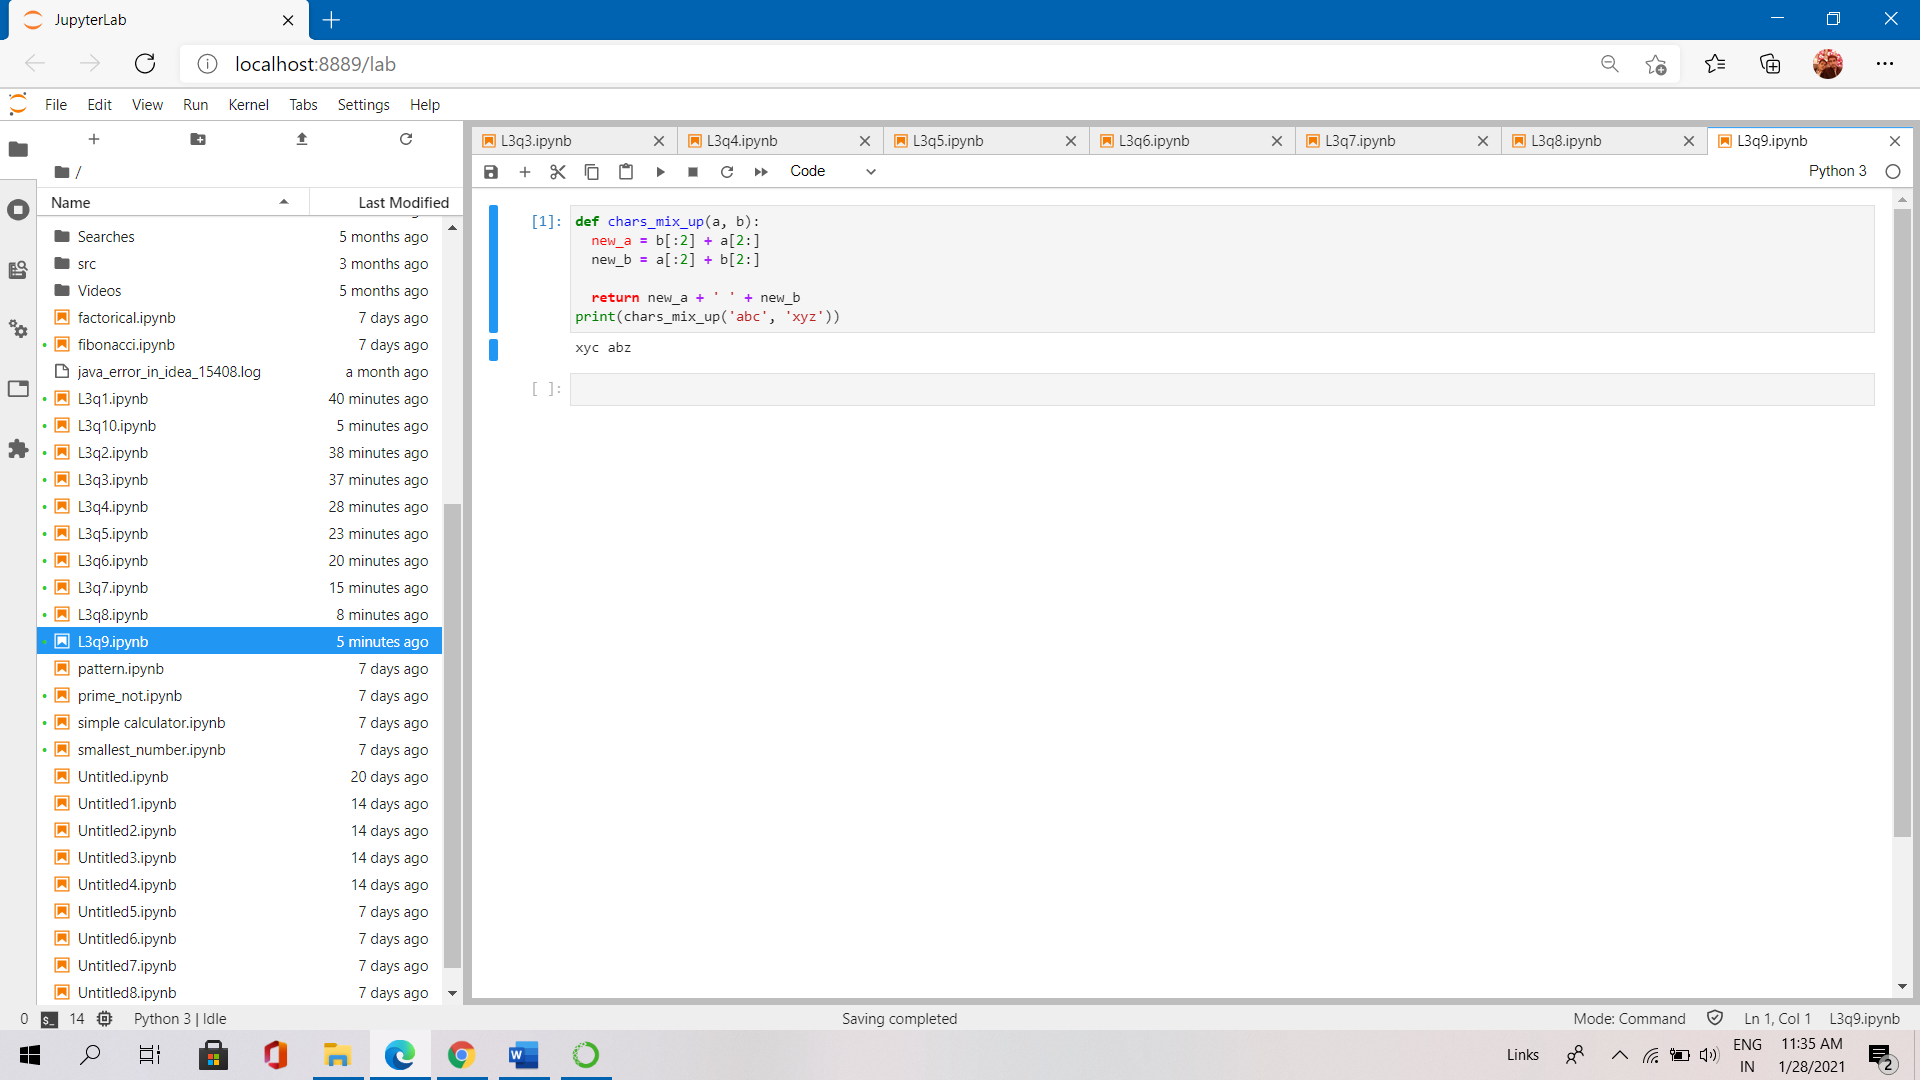 JupyterLab
localhost:8889/lab
File Edit View Run Kernel Tabs Settings Help
L3q3.ipynb L3q4.ipynb L3q5.ipynb L3q6.ipynb L3q7.ipynb L3q8.ipynb L3q9.ipynb
/
Code
Python 3
Name Last Modified
Searches 5 months ago
src 3 months ago
Videos 5 months ago
factorical.ipynb 7 days ago
fibonacci.ipynb 7 days ago
java_error_in_idea_15408.log a month ago
L3q1.ipynb 40 minutes ago
L3q10.ipynb 5 minutes ago
L3q2.ipynb 38 minutes ago
L3q3.ipynb 37 minutes ago
L3q4.ipynb 28 minutes ago
L3q5.ipynb 23 minutes ago
L3q6.ipynb 20 minutes ago
L3q7.ipynb 15 minutes ago
L3q8.ipynb 8 minutes ago
L3q9.ipynb 5 minutes ago
pattern.ipynb 7 days ago
prime_not.ipynb 7 days ago
simple calculator.ipynb 7 days ago
smallest_number.ipynb 7 days ago
Untitled.ipynb 20 days ago
Untitled1.ipynb 14 days ago
Untitled2.ipynb 14 days ago
Untitled3.ipynb 14 days ago
Untitled4.ipynb 14 days ago
Untitled5.ipynb 7 days ago
Untitled6.ipynb 7 days ago
Untitled7.ipynb 7 days ago
Untitled8.ipynb 7 days ago
[1]: def chars_mix_up(a, b):
new_a = b[:2] + a[2:]
new_b = a[:2] + b[2:]
return new_a + ' ' + new_b
print(chars_mix_up('abc', 'xyz'))
xyc abz
[ ]:
0 14 Python 3 | Idle Saving completed Mode: Command Ln 1, Col 1 L3q9.ipynb
Links ENG IN 11:35 AM 1/28/2021 2